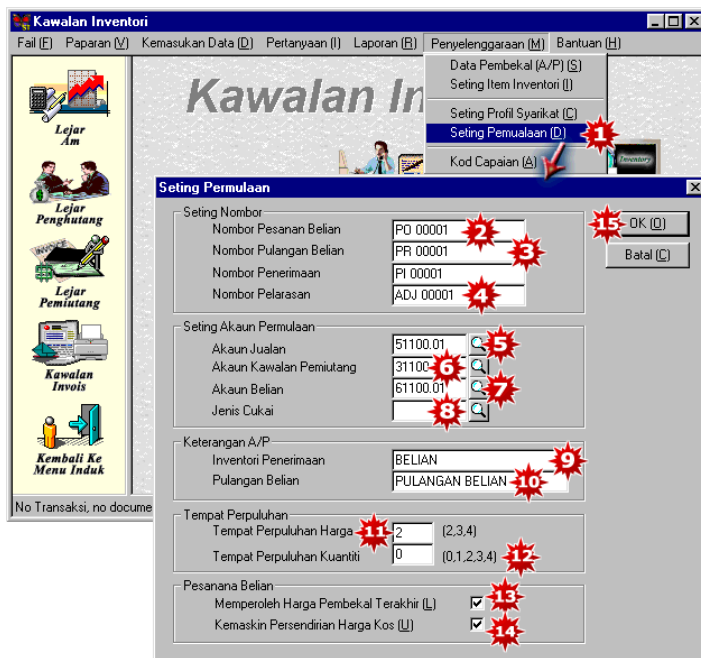 Kawalan Inventori
Fail (F) Paparan (V) Kemasukan Data (D) Pertanyaan (I) Laporan (R) Penyelenggaraan (M) Bantuan (H)
Data Pembekal (A/P) (S)
Seting Item Inventori (I)
Seting Profil Syarikat (C)
Seting Pemualaan (D) 1
Kod Capaian (A)
Kawalan In
Inventory
Lejar
Am
Lejar
Penghutang
Lejar
Pemiutang
Kawalan
Invois
Kembali Ke
Menu Induk
No Transaksi, no docume
Seting Permulaan
Seting Nombor
Nombor Pesanan Belian PO 00001 2
Nombor Pulangan Belian PR 00001 3
Nombor Penerimaan PI 00001
Nombor Pelarasan ADJ 00001 4
15 OK (O)
Batal (C)
Seting Akaun Permulaan
Akaun Jualan 51100.01 5
Akaun Kawalan Pemiutang 31100 6
Akaun Belian 61100.01 7
Jenis Cukai 8
Keterangan A/P
Inventori Penerimaan BELIAN 9
Pulangan Belian PULANGAN BELIAN 10
Tempat Perpuluhan
Tempat Perpuluhan Harga 11 2 (2,3,4)
Tempat Perpuluhan Kuantiti 0 (0,1,2,3,4) 12
Pesanana Belian
Memperoleh Harga Pembekal Terakhir (L) 13
Kemaskin Persendirian Harga Kos (U) 14